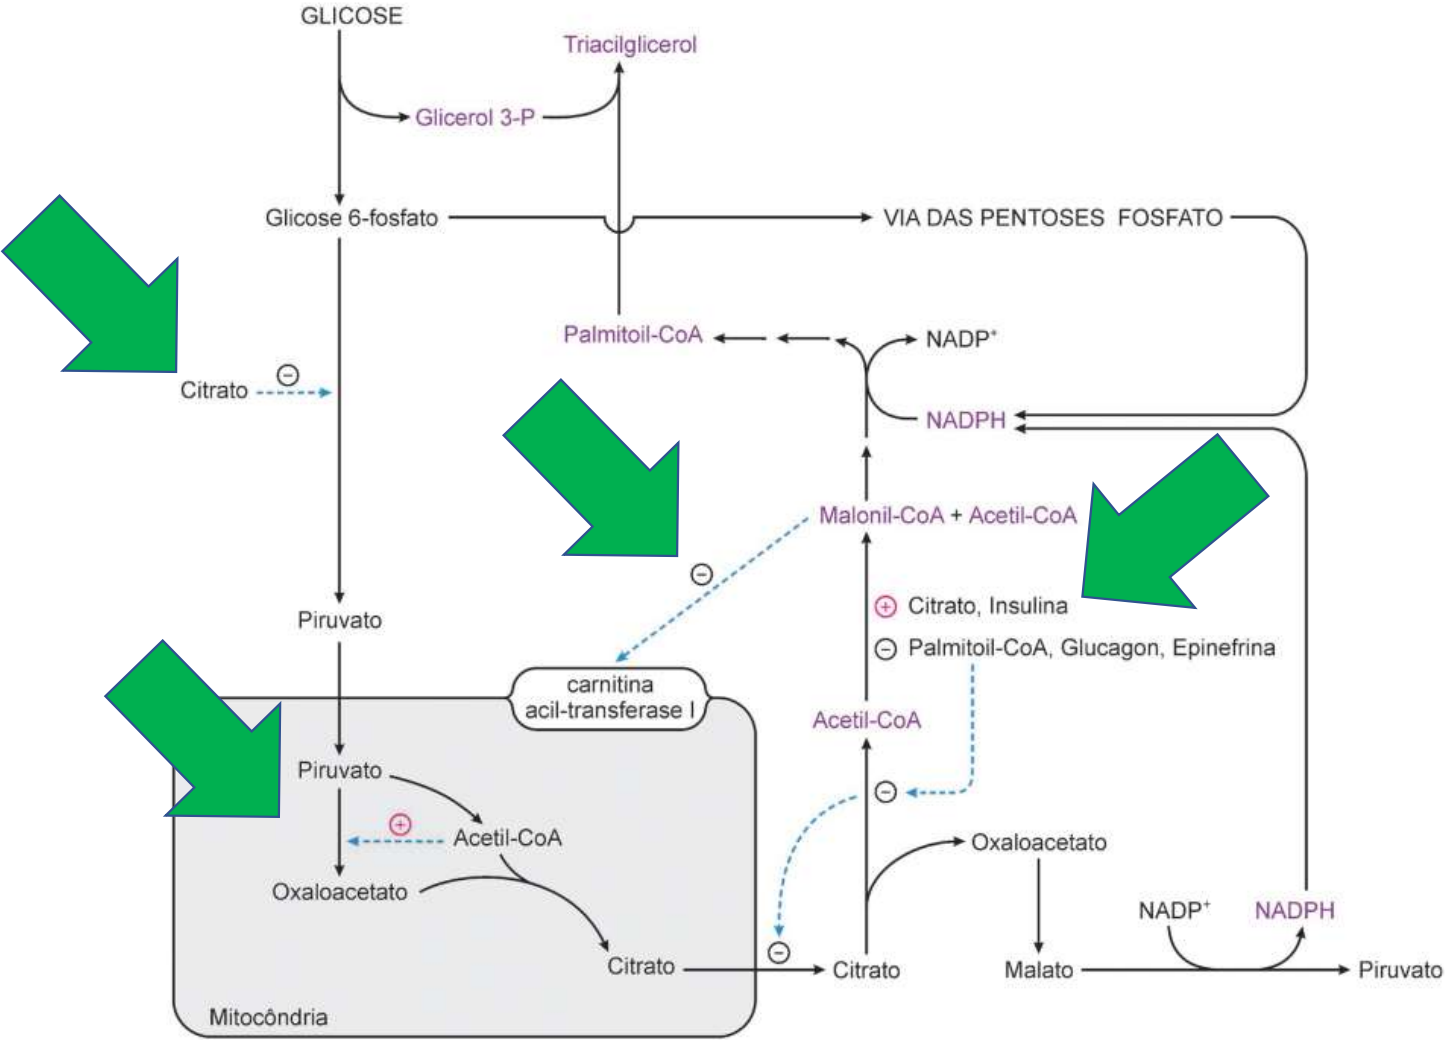 GLICOSE
Triacilglicerol
Glicerol 3-P
Glicose 6-fosfato
VIA DAS PENTOSES FOSFATO
Palmitoil-CoA
NADP+
Citrato
−
NADPH
Malonil-CoA + Acetil-CoA
−
+ Citrato, Insulina
Piruvato
− Palmitoil-CoA, Glucagon, Epinefrina
carnitina
acil-transferase I
Acetil-CoA
Piruvato
−
+
Acetil-CoA
Oxaloacetato
Oxaloacetato
NADP+
NADPH
−
Citrato
Citrato
Malato
Piruvato
Mitocôndria